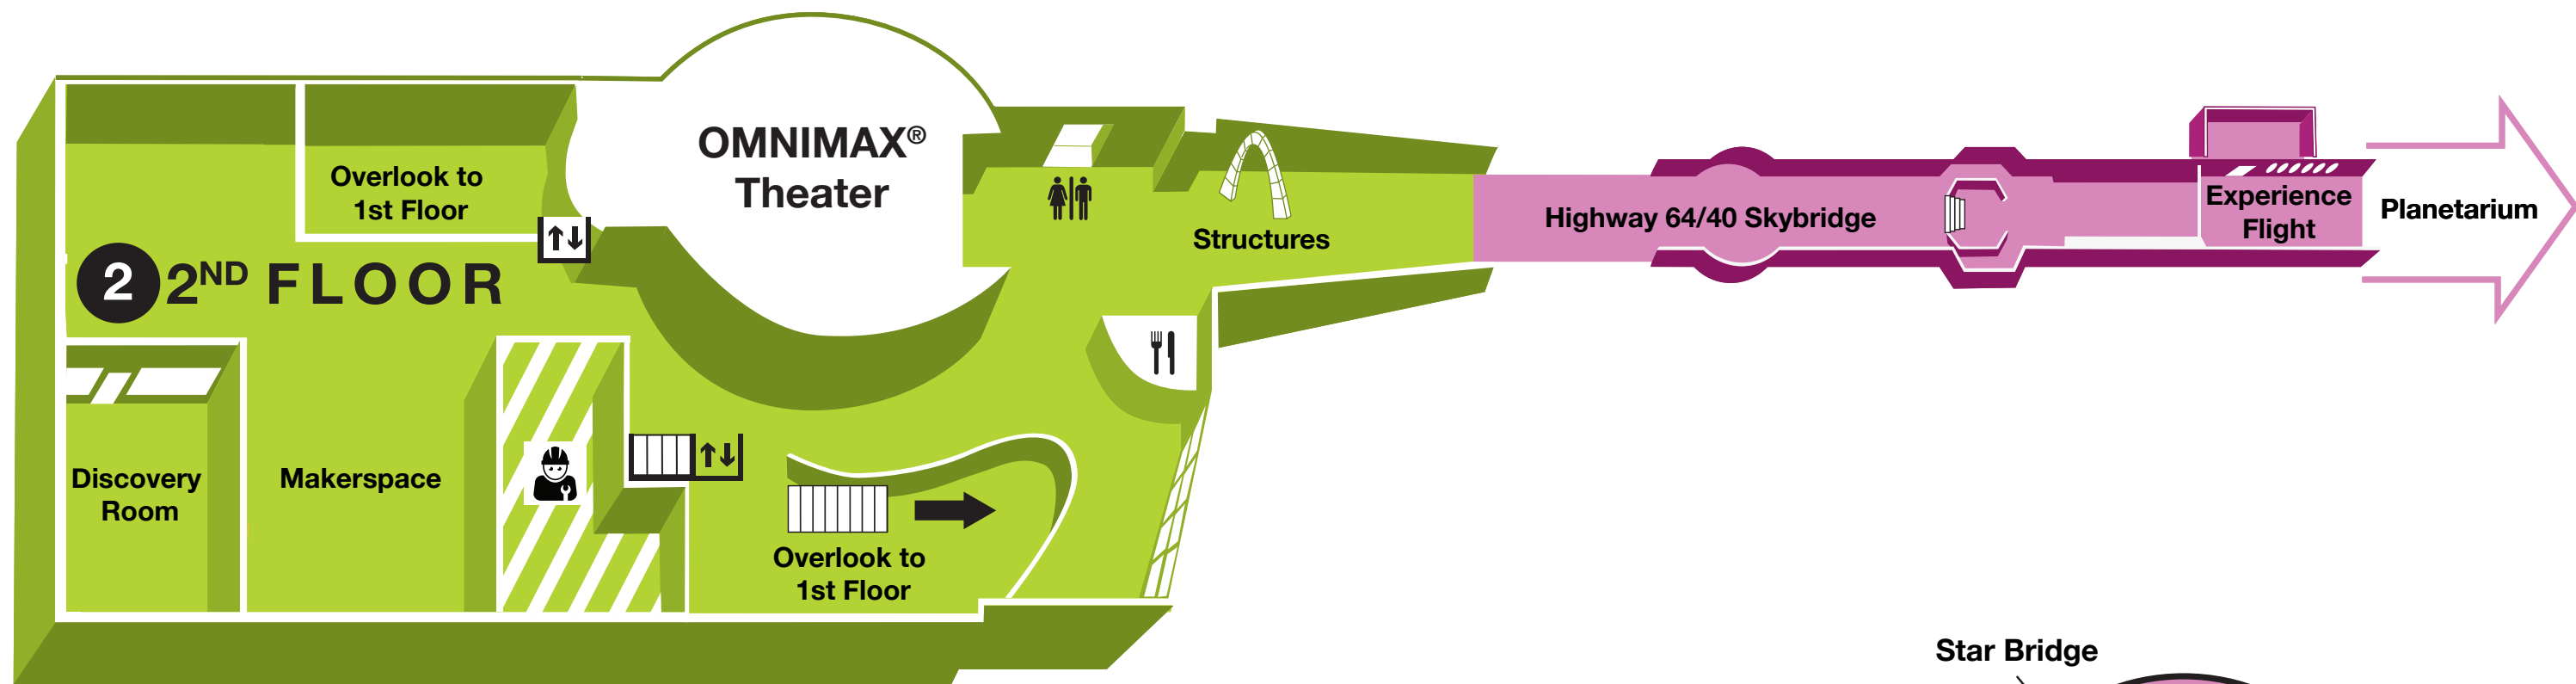 OMNIMAX®
Theater
Overlook to
1st Floor
2 2ND FLOOR
Structures
Highway 64/40 Skybridge
Experience
Flight
Planetarium
Discovery
Room
Makerspace
Overlook to
1st Floor
Star Bridge